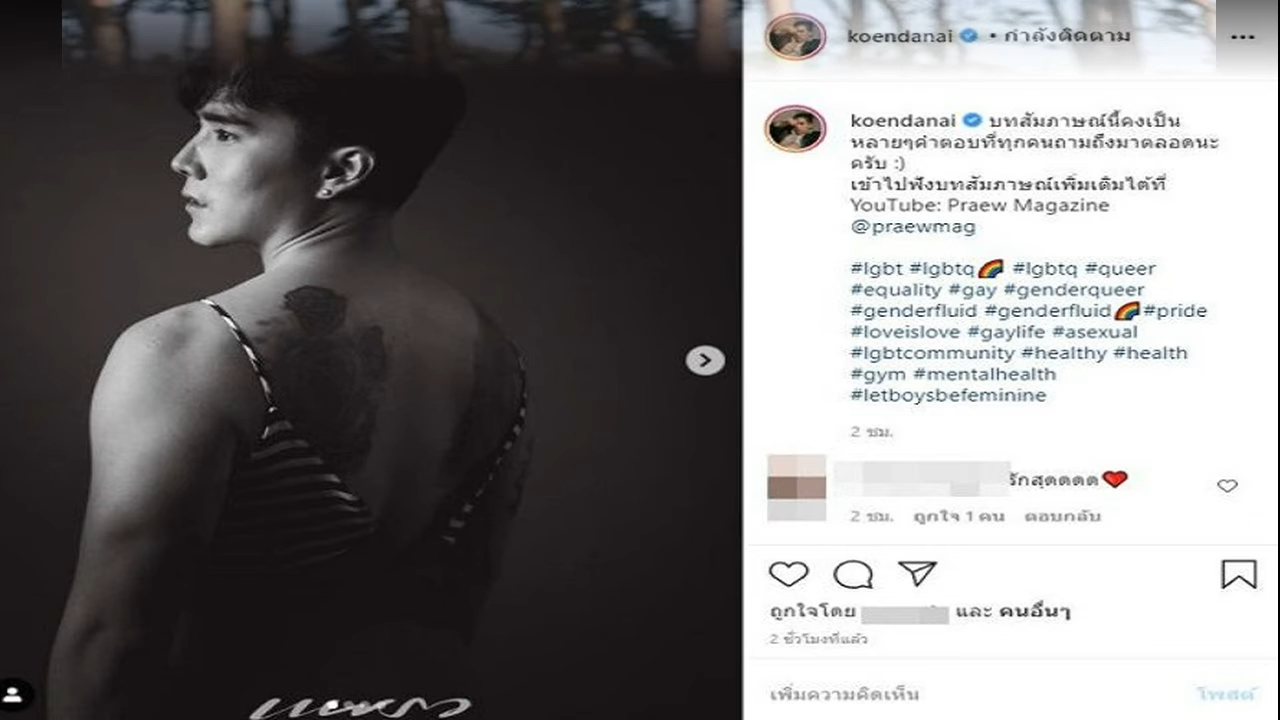 koendanai • กำลังติดตาม
koendanai บทสัมภาษณ์นี้คงเป็น
หลายๆคำตอบที่ทุกคนถามถึงมาตลอดนะ
ครับ :)
เข้าไปฟังบทสัมภาษณ์เพิ่มเติมได้ที่
YouTube: Praew Magazine
@praewmag
#lgbt #lgbtq🌈 #lgbtq #queer
#equality #gay #genderqueer
#genderfluid #genderfluid🌈#pride
#loveislove #gaylife #asexual
#lgbtcommunity #healthy #health
#gym #mentalhealth
#letboysbefeminine
2 ชม.
รักสุดดดด❤️
2 ชม. ถูกใจ 1 คน ตอบกลับ
ถูกใจโดย และ คนอื่นๆ
2 ชั่วโมงที่แล้ว
เพิ่มความคิดเห็น
โพสต์
แพรว